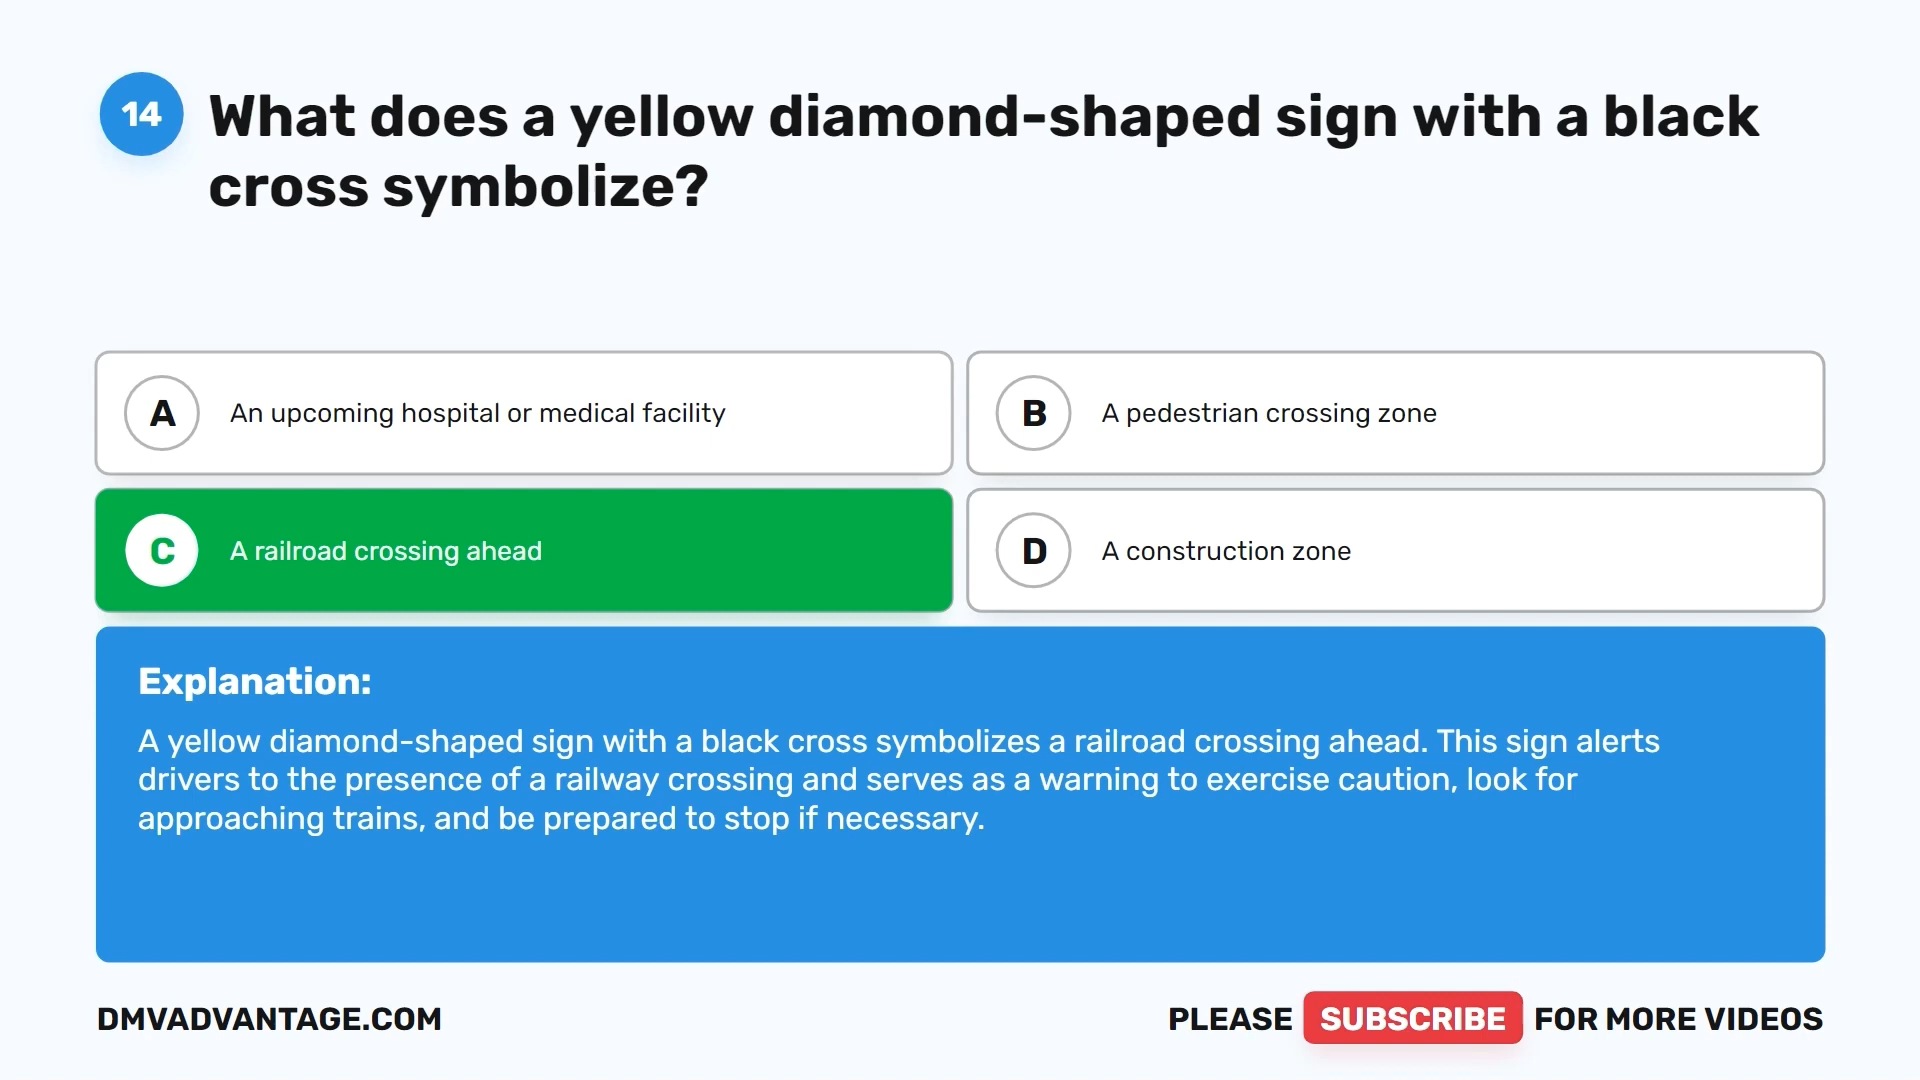 14
What does a yellow diamond-shaped sign with a black
cross symbolize?
A An upcoming hospital or medical facility
B A pedestrian crossing zone
C A railroad crossing ahead
D A construction zone
Explanation:
A yellow diamond-shaped sign with a black cross symbolizes a railroad crossing ahead. This sign alerts
drivers to the presence of a railway crossing and serves as a warning to exercise caution, look for
approaching trains, and be prepared to stop if necessary.
DMVADVANTAGE.COM
PLEASE SUBSCRIBE FOR MORE VIDEOS